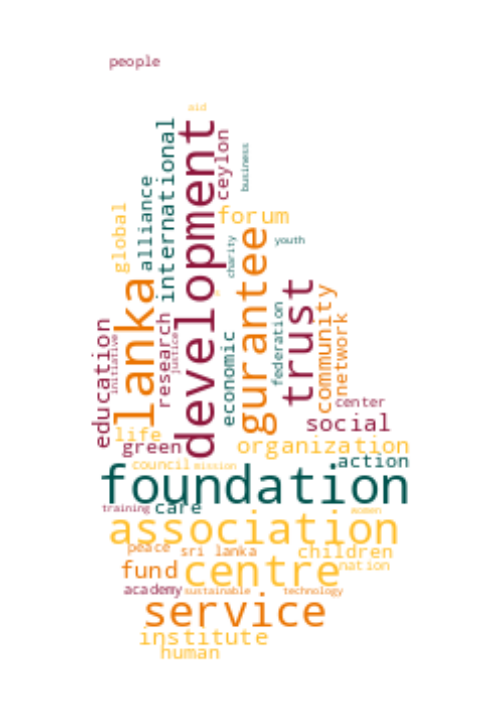 people
aid
development
international
ceylon
business
alliance
global
forum
youth
charity
gurantee
lanka
trust
community
network
federation
economic
research
justice
initiative
education
center
life
green
social
organization
action
council
mission
foundation
training
care
women
association
peace
sri lanka
children
fund
centre
nation
academy
sustainable
technology
service
institute
human